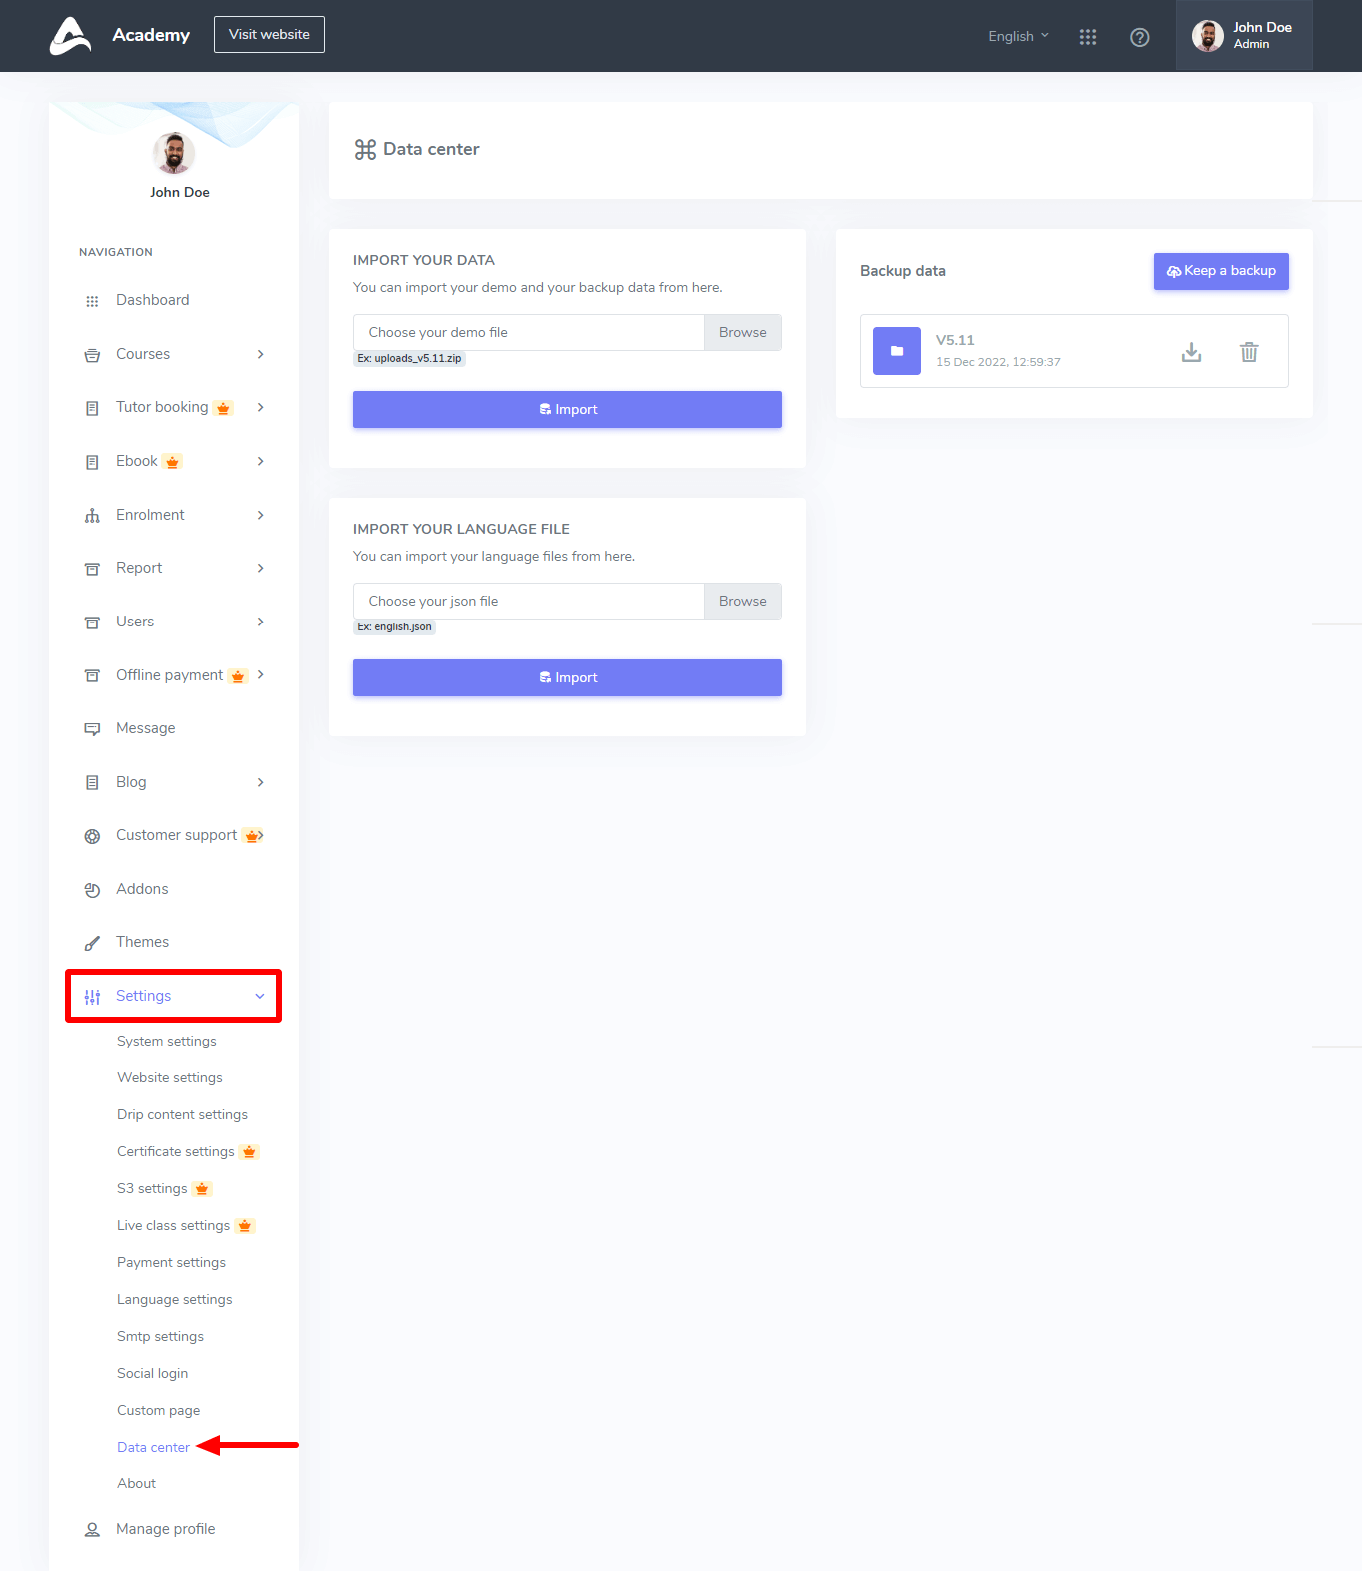 Academy
Visit website
English
John Doe
Admin
John Doe
NAVIGATION
Dashboard
Courses
Tutor booking
Ebook
Enrolment
Report
Users
Offline payment
Message
Blog
Customer support
Addons
Themes
Settings
System settings
Website settings
Drip content settings
Certificate settings
S3 settings
Live class settings
Payment settings
Language settings
Smtp settings
Social login
Custom page
Data center
About
Manage profile
Data center
IMPORT YOUR DATA
You can import your demo and your backup data from here.
Choose your demo file
Browse
Ex: uploads_v5.11.zip
Import
IMPORT YOUR LANGUAGE FILE
You can import your language files from here.
Choose your json file
Browse
Ex: english.json
Import
Backup data
Keep a backup
V5.11
15 Dec 2022, 12:59:37